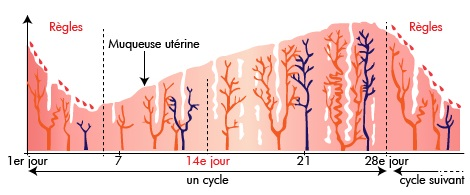 Règles
Règles
Muqueuse utérine
1er jour 7 14e jour 21 28e jour
un cycle cycle suivant